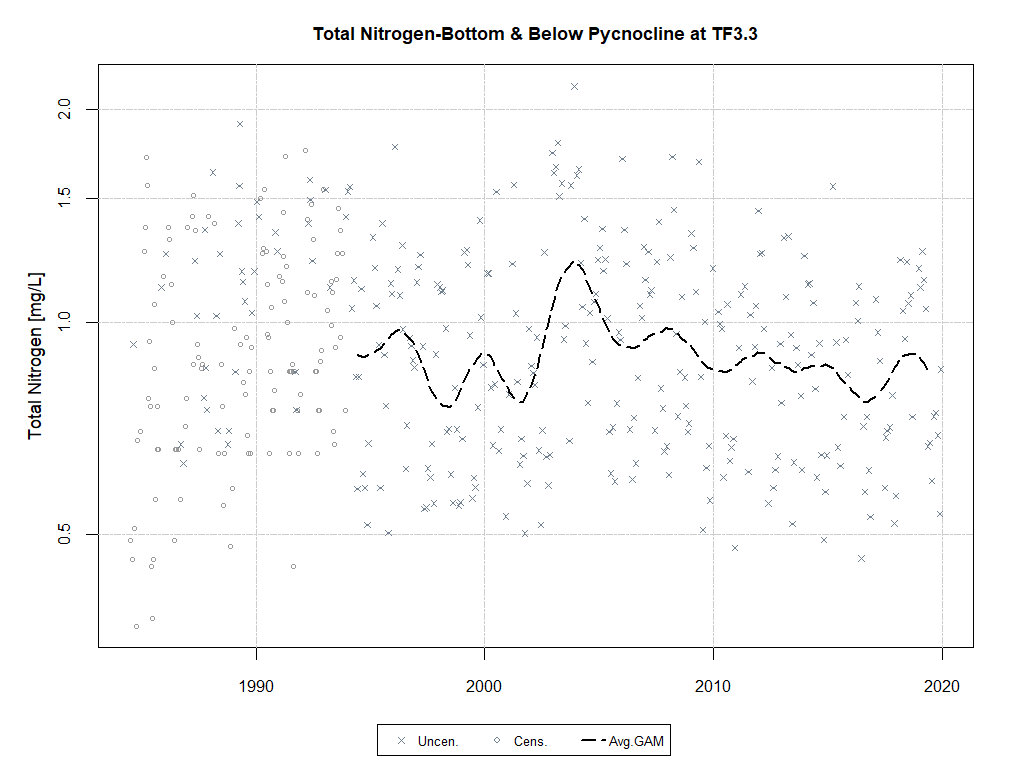 Total Nitrogen-Bottom & Below Pycnocline at TF3.3
Total Nitrogen [mg/L]
2.0
1.5
1.0
0.5
1990 2000 2010 2020
Uncen. Cens. Avg.GAM